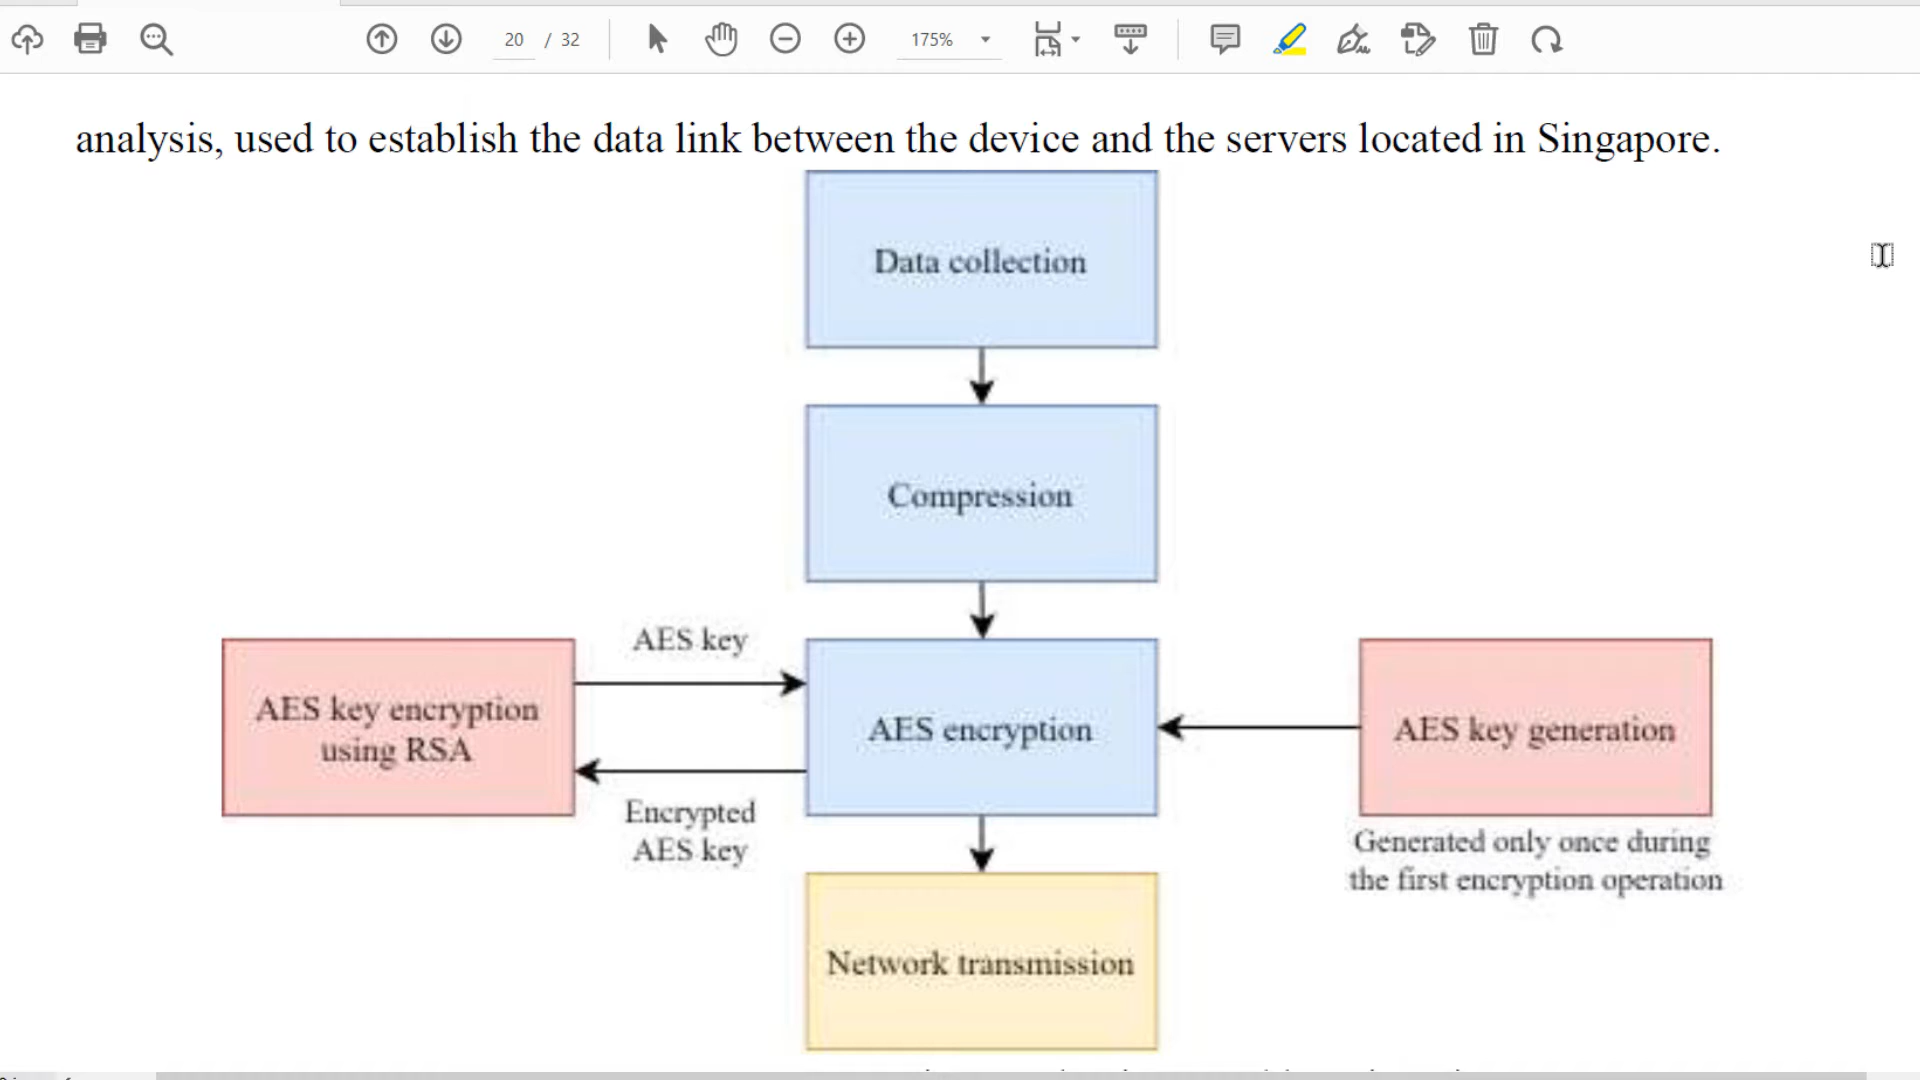 20 / 32
175%
analysis, used to establish the data link between the device and the servers located in Singapore.
Data collection
Compression
AES key
AES key encryption
using RSA
AES encryption
AES key generation
Encrypted
AES key
Generated only once during
the first encryption operation
Network transmission